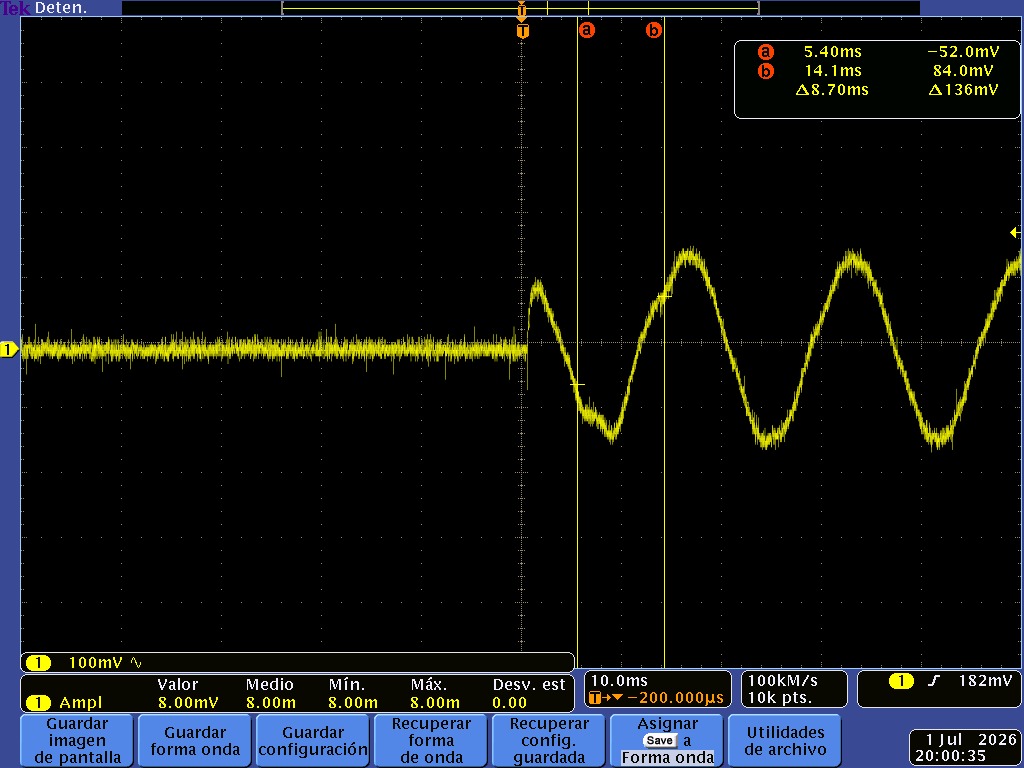 Tek Deten.
T
T a b
a 5.40ms −52.0mV
b 14.1ms 84.0mV
Δ8.70ms Δ136mV
1
1 100mV ∿
Valor Medio Mín. Máx. Desv. est
1 Ampl 8.00mV 8.00m 8.00m 8.00m 0.00
10.0ms
T→▼−200.000µs
100kM/s
10k pts.
1 182mV
Guardar
imagen
de pantalla
Guardar
forma onda
Guardar
configuración
Recuperar
forma
de onda
Recuperar
config.
guardada
Asignar
Save a
Forma onda
Utilidades
de archivo
1 Jul 2026
20:00:35